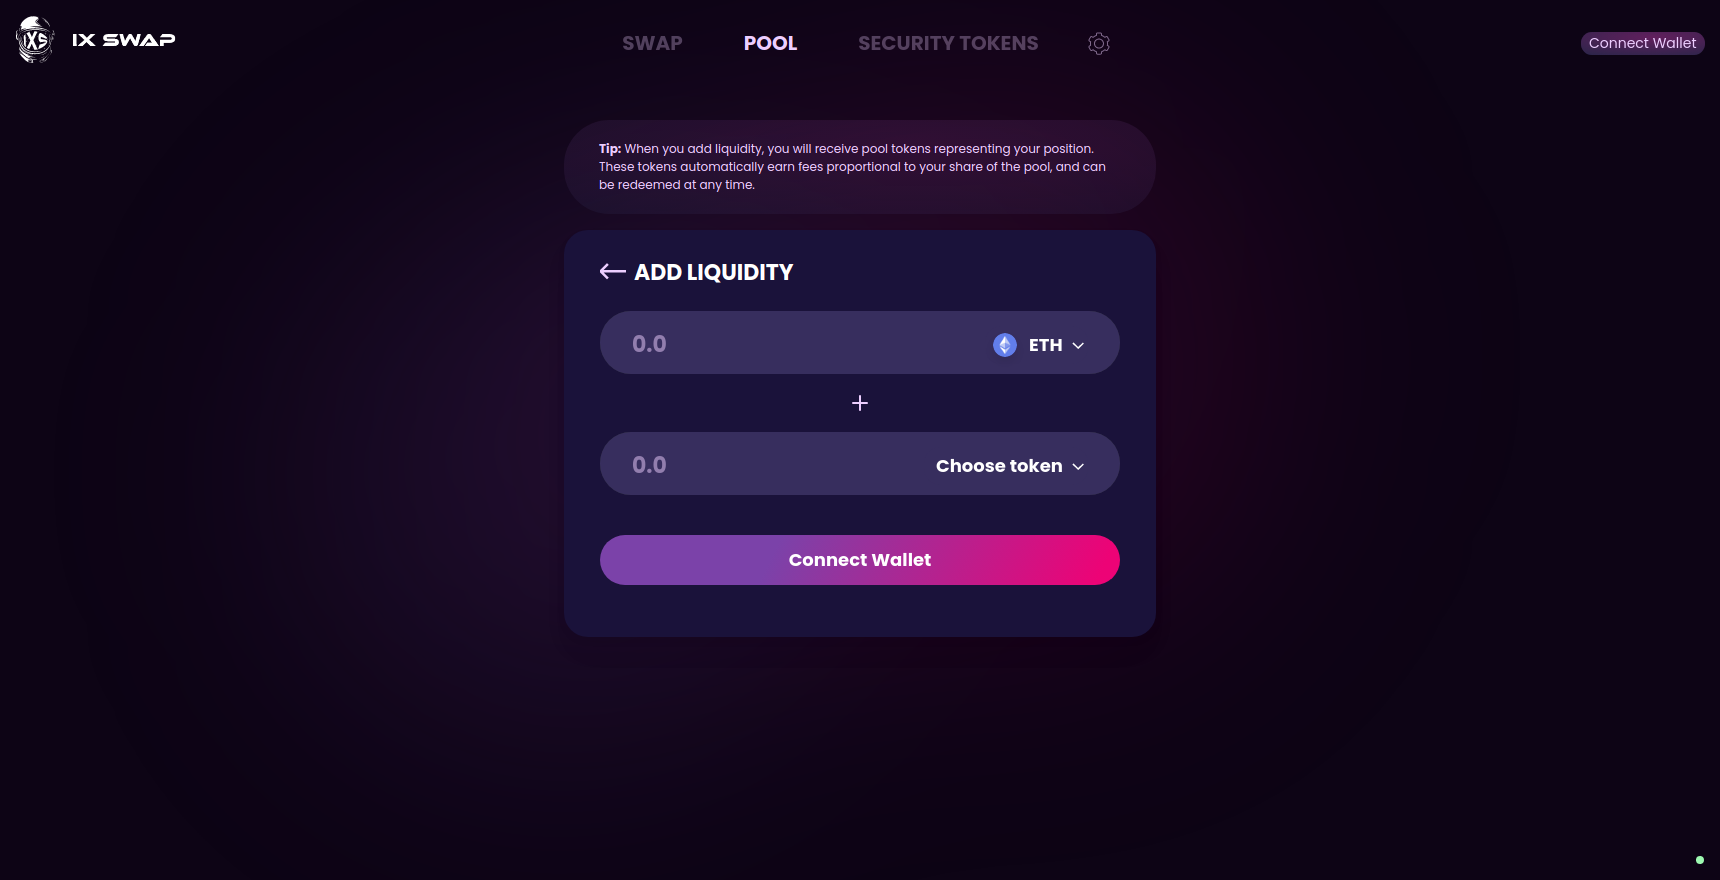 IXS
IX SWAP
SWAP
POOL
SECURITY TOKENS
Connect Wallet
Tip: When you add liquidity, you will receive pool tokens representing your position.
These tokens automatically earn fees proportional to your share of the pool, and can
be redeemed at any time.
ADD LIQUIDITY
0.0
ETH
0.0
Choose token
Connect Wallet